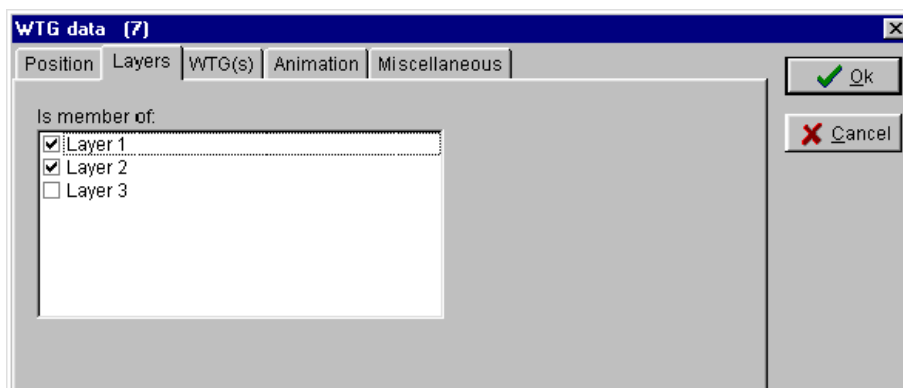 WTG data (7)
Position Layers WTG(s) Animation Miscellaneous
Ok
Is member of:
Cancel
Layer 1
Layer 2
Layer 3